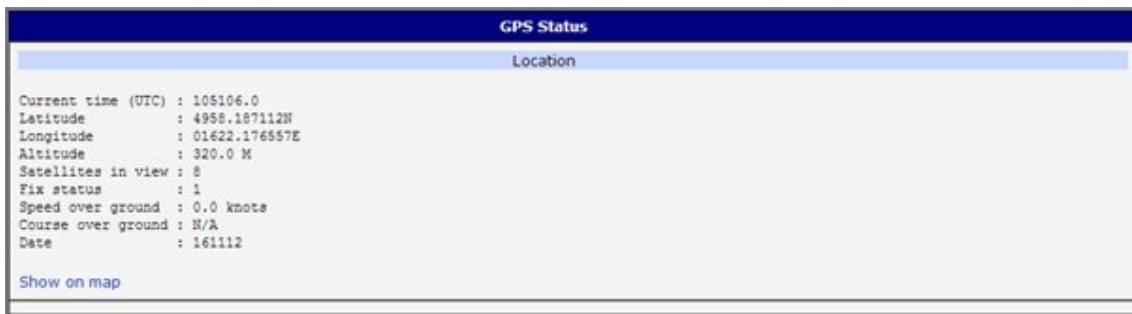 GPS Status
Location
Current time (UTC) : 105106.0
Latitude : 4958.187112N
Longitude : 01622.176557E
Altitude : 320.0 M
Satellites in view : 8
Fix status : 1
Speed over ground : 0.0 knots
Course over ground : N/A
Date : 161112
Show on map